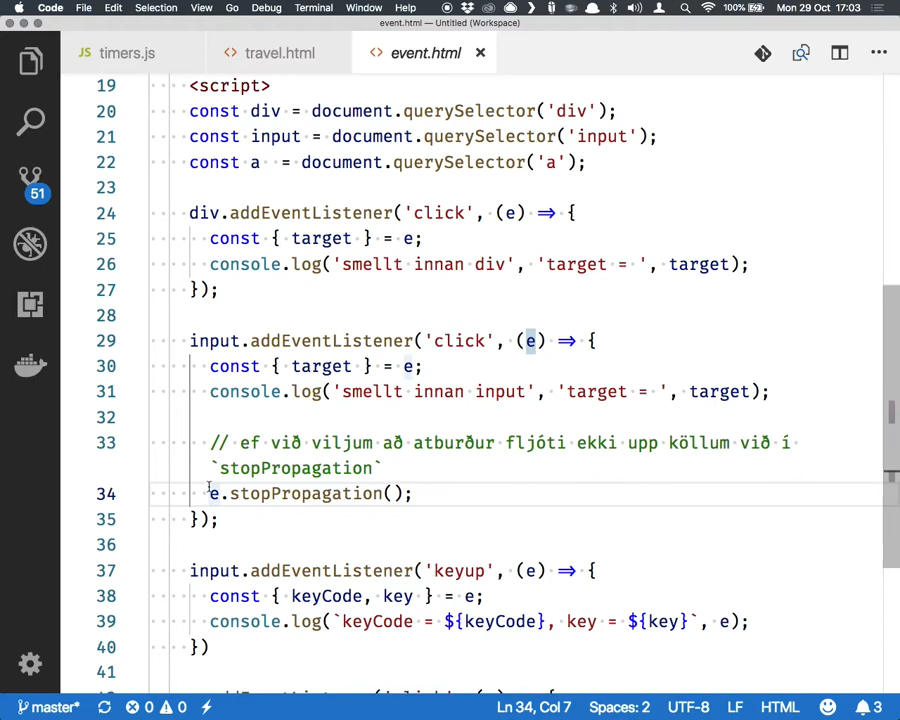 Code File Edit Selection View Go Debug Terminal Window Help 100% Mon 29 Oct 17:03
event.html — Untitled (Workspace)
JS timers.js <> travel.html <> event.html
19 <script>
20 const div = document.querySelector('div');
21 const input = document.querySelector('input');
22 const a = document.querySelector('a');
23
24 div.addEventListener('click', (e) => {
25 const { target } = e;
26 console.log('smellt innan div', 'target = ', target);
27 });
28
29 input.addEventListener('click', (e) => {
30 const { target } = e;
31 console.log('smellt innan input', 'target = ', target);
32
33 // ef við viljum að atburður fljóti ekki upp köllum við í
`stopPropagation`
34 e.stopPropagation();
35 });
36
37 input.addEventListener('keyup', (e) => {
38 const { keyCode, key } = e;
39 console.log(`keyCode = ${keyCode}, key = ${key}`, e);
40 })
41
51
master* 0 0 Ln 34, Col 7 Spaces: 2 UTF-8 LF HTML 3